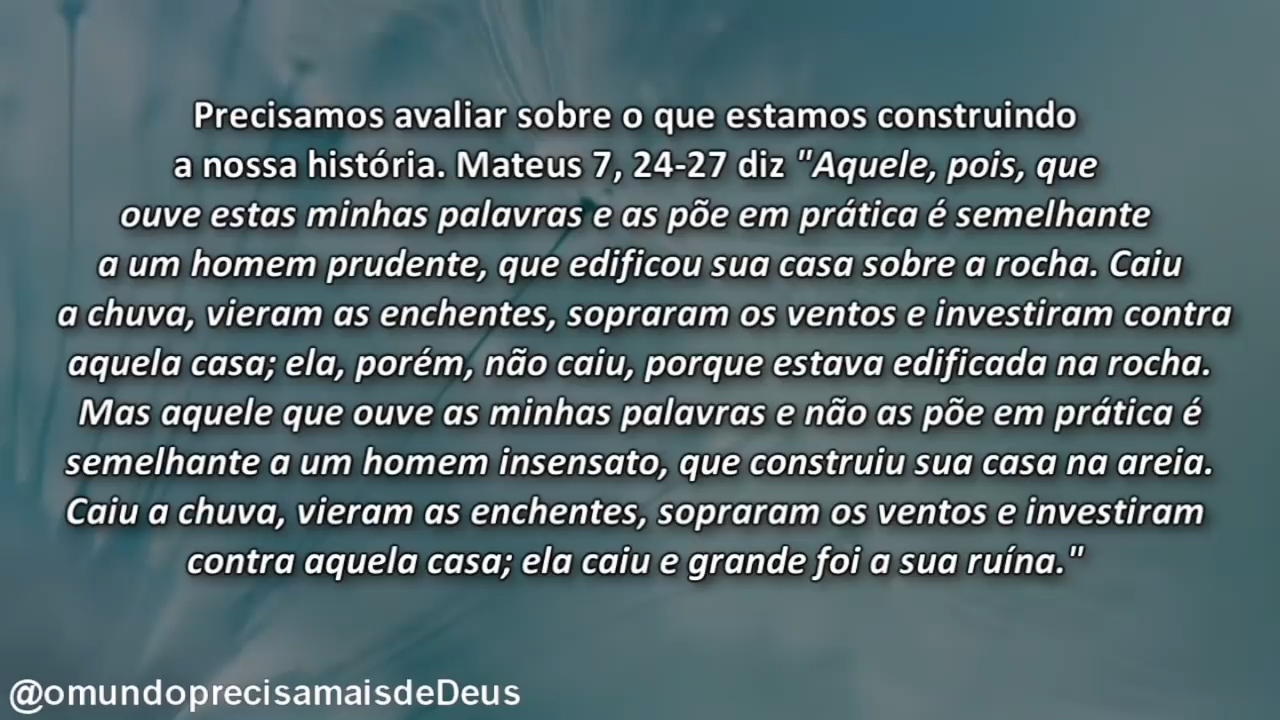 Precisamos avaliar sobre o que estamos construindo
a nossa história. Mateus 7, 24-27 diz "Aquele, pois, que
ouve estas minhas palavras e as põe em prática é semelhante
a um homem prudente, que edificou sua casa sobre a rocha. Caiu
a chuva, vieram as enchentes, sopraram os ventos e investiram contra
aquela casa; ela, porém, não caiu, porque estava edificada na rocha.
Mas aquele que ouve as minhas palavras e não as põe em prática é
semelhante a um homem insensato, que construiu sua casa na areia.
Caiu a chuva, vieram as enchentes, sopraram os ventos e investiram
contra aquela casa; ela caiu e grande foi a sua ruína."
@omundoprecisamaisdeDeus